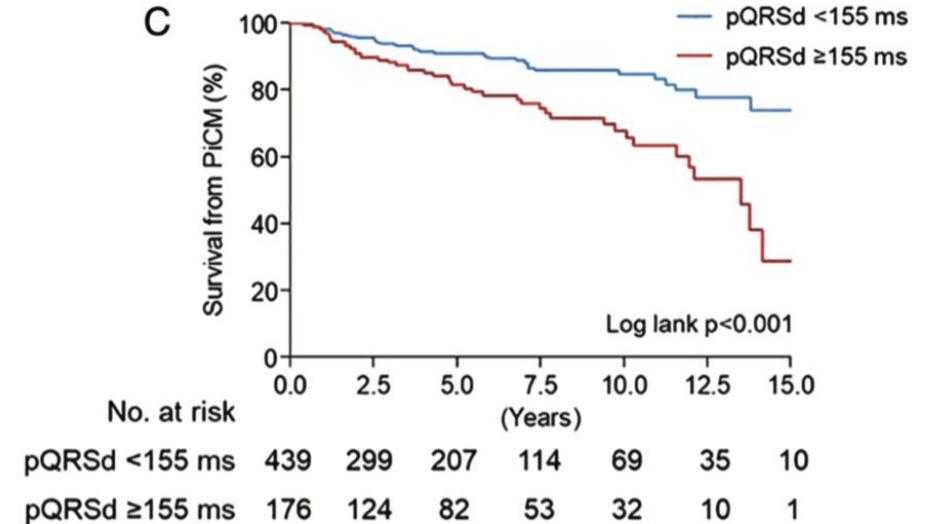 C
pQRSd <155 ms
pQRSd ≥155 ms
Survival from PiCM (%)
100
80
60
40
20
0
Log lank p<0.001
0.0 2.5 5.0 7.5 10.0 12.5 15.0
(Years)
No. at risk
pQRSd <155 ms 439 299 207 114 69 35 10
pQRSd ≥155 ms 176 124 82 53 32 10 1